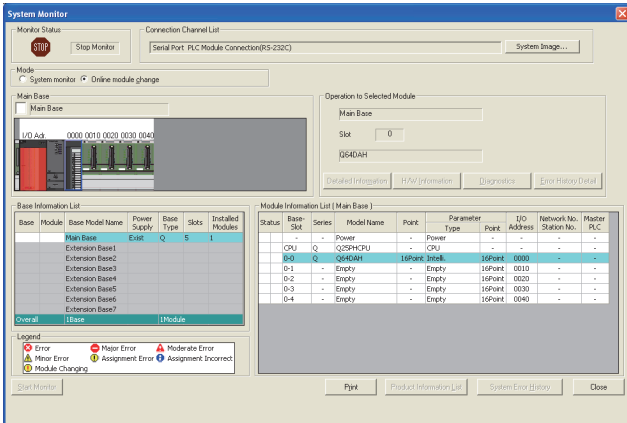 System Monitor
Monitor Status
STOP
Stop Monitor
Connection Channel List
Serial Port PLC Module Connection(RS-232C)
System Image...
Mode
System monitor Online module change
Main Base
Main Base
I/O Adr. 0000 0010 0020 0030 0040
Operation to Selected Module
Main Base
Slot 0
Q64DAH
Detailed Information H/W Information Diagnostics Error History Detail
Base Information List
Base Module Base Model Name Power Supply Base Type Slots Installed Modules
Main Base Exist Q 5 1
Extension Base1
Extension Base2
Extension Base3
Extension Base4
Extension Base5
Extension Base6
Extension Base7
Overall 1Base 1Module
Module Information List ( Main Base )
Status Base-Slot Series Model Name Point Parameter Type Point I/O Address Network No. Station No. Master PLC
- - Power - Power - - - -
CPU Q Q25PHCPU - CPU - - - -
0-0 Q Q64DAH 16Point Intelli. 16Point 0000 - -
0-1 - Empty - Empty 16Point 0010 - -
0-2 - Empty - Empty 16Point 0020 - -
0-3 - Empty - Empty 16Point 0030 - -
0-4 - Empty - Empty 16Point 0040 - -
Legend
Error Major Error Moderate Error
Minor Error Assignment Error Assignment Incorrect
Module Changing
Start Monitor Print Product Information List System Error History Close